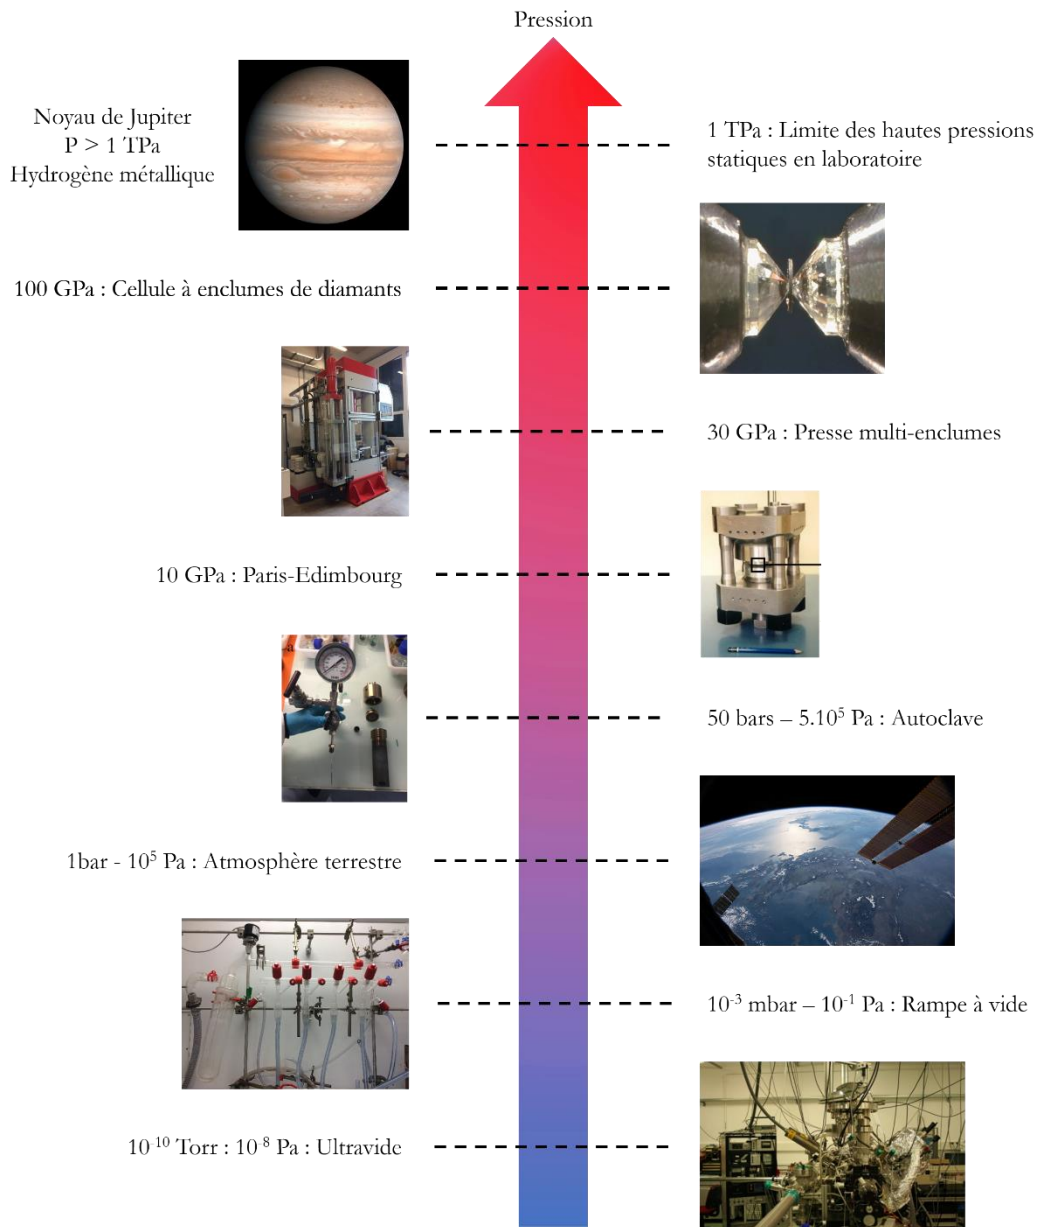 Pression
Noyau de Jupiter
P > 1 TPa
Hydrogène métallique
1 TPa : Limite des hautes pressions
statiques en laboratoire
100 GPa : Cellule à enclumes de diamants
30 GPa : Presse multi-enclumes
10 GPa : Paris-Edimbourg
50 bars – 5.10⁵ Pa : Autoclave
1bar - 10⁵ Pa : Atmosphère terrestre
10⁻³ mbar – 10⁻¹ Pa : Rampe à vide
10⁻¹⁰ Torr : 10⁻⁸ Pa : Ultravide